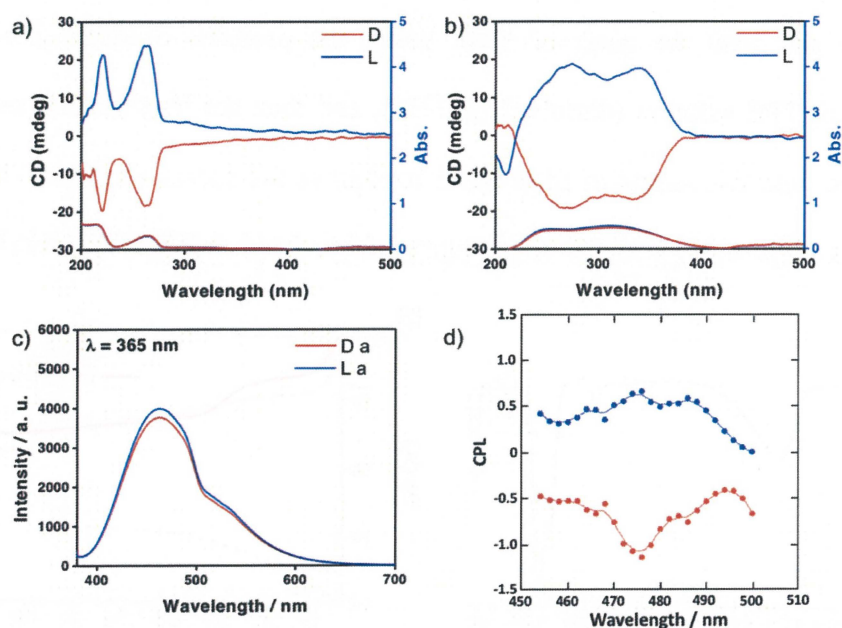 a)
30
20
10
0
-10
-20
-30
CD (mdeg)
D
L
5
4
3
2
1
0
Abs.
200
300
400
500
Wavelength (nm)
b)
30
20
10
0
-10
-20
-30
CD (mdeg)
D
L
5
4
3
2
1
0
Abs.
200
300
400
500
Wavelength (nm)
c)
λ = 365 nm
D a
L a
6000
5000
4000
3000
2000
1000
0
Intensity / a. u.
400
500
600
700
Wavelength / nm
d)
1.5
1.0
0.5
0
-0.5
-1.0
-1.5
CPL
450
460
470
480
490
500
510
Wavelength / nm